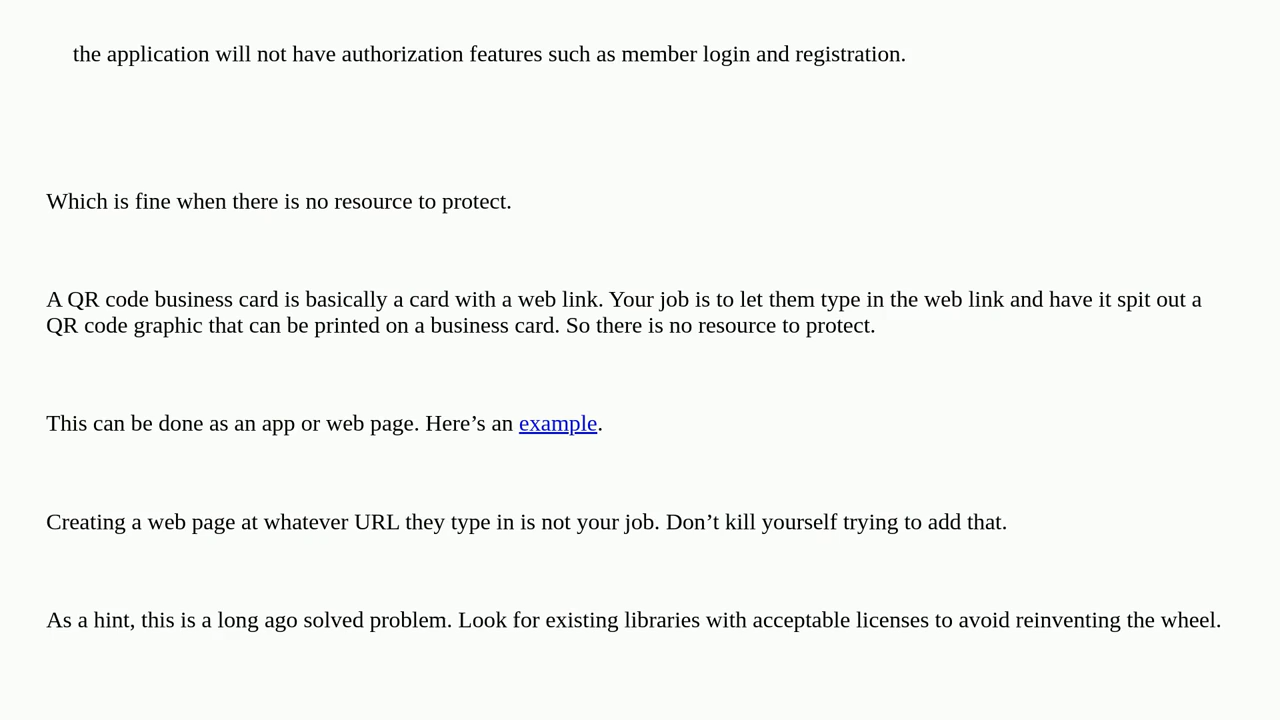 the application will not have authorization features such as member login and registration.
Which is fine when there is no resource to protect.
A QR code business card is basically a card with a web link. Your job is to let them type in the web link and have it spit out a
QR code graphic that can be printed on a business card. So there is no resource to protect.
This can be done as an app or web page. Here’s an example.
Creating a web page at whatever URL they type in is not your job. Don’t kill yourself trying to add that.
As a hint, this is a long ago solved problem. Look for existing libraries with acceptable licenses to avoid reinventing the wheel.